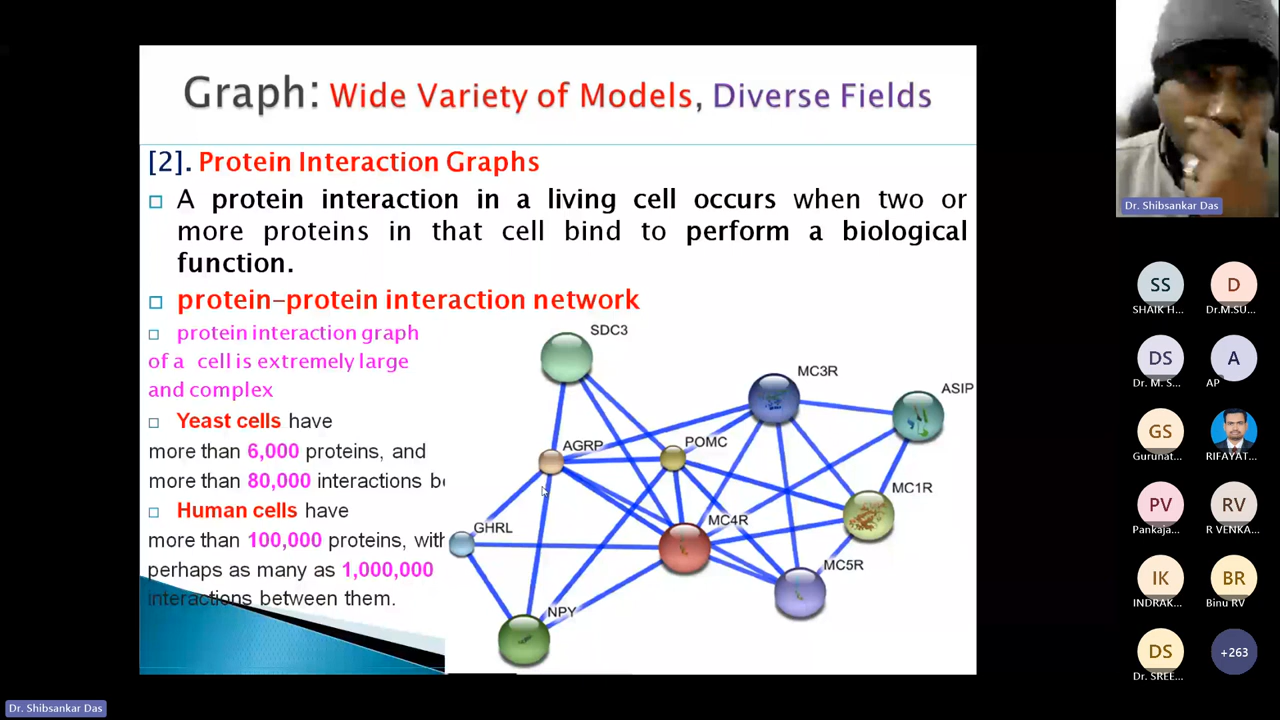 Graph: Wide Variety of Models, Diverse Fields
[2]. Protein Interaction Graphs
A protein interaction in a living cell occurs when two or
more proteins in that cell bind to perform a biological
function.
protein-protein interaction network
protein interaction graph
of a cell is extremely large
and complex
Yeast cells have
more than 6,000 proteins, and
more than 80,000 interactions
Human cells have
more than 100,000 proteins, with
perhaps as many as 1,000,000
interactions between them.
SDC3
MC3R
ASIP
AGRP
POMC
MC1R
GHRL
MC4R
MC5R
NPY
Dr. Shibsankar Das
SS
D
SHAIK H...
Dr.M.SU...
DS
A
Dr. M. S...
AP
GS
Gurunat...
RIFAYAT...
PV
RV
Pankaja...
R VENKA...
IK
BR
INDRAK...
Binu RV
DS
+263
Dr. SREE...
Dr. Shibsankar Das